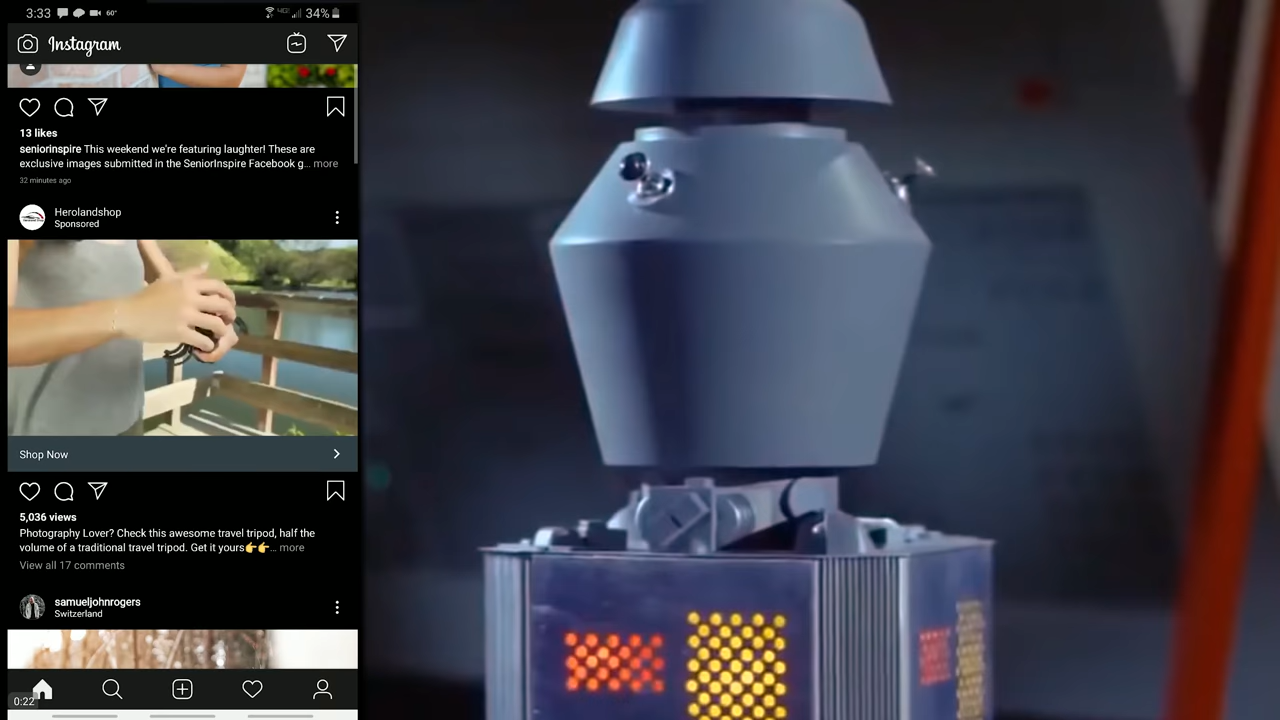 3:33
60°
34%
Instagram
13 likes
seniorinspire This weekend we're featuring laughter! These are
exclusive images submitted in the SeniorInspire Facebook g... more
32 minutes ago
Herolandshop
Sponsored
Shop Now
5,036 views
Photography Lover? Check this awesome travel tripod, half the
volume of a traditional travel tripod. Get it yours👉👉... more
View all 17 comments
samueljohnrogers
Switzerland
0:22